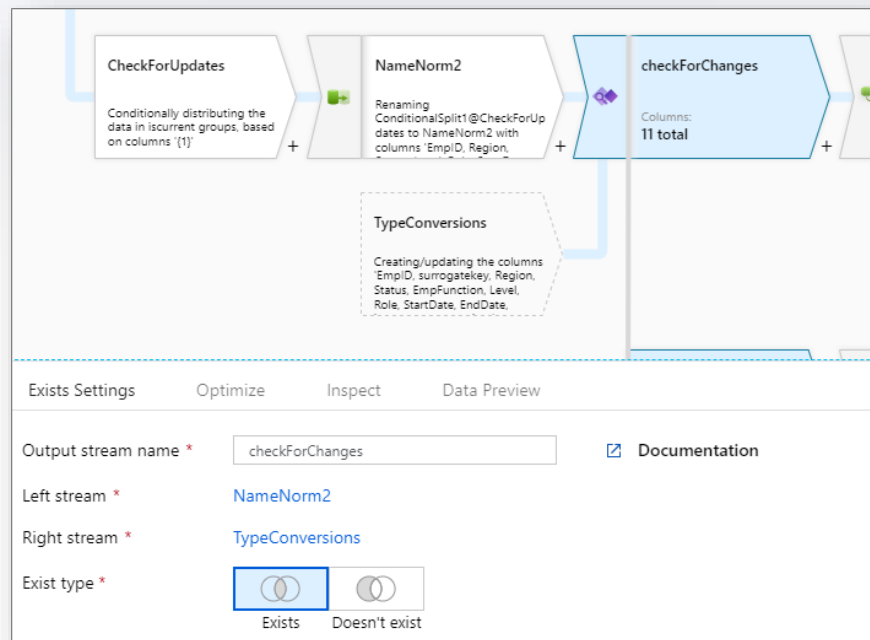 CheckForUpdates
Conditionally distributing the
data in iscurrent groups, based
on columns '{1}'
+
NameNorm2
Renaming
ConditionalSplit1@CheckForUp
dates to NameNorm2 with
columns 'EmpID, Region,
+
checkForChanges
Columns:
11 total
+
TypeConversions
Creating/updating the columns
'EmpID, surrogatekey, Region,
Status, EmpFunction, Level,
Role, StartDate, EndDate,
Exists Settings
Optimize
Inspect
Data Preview
Output stream name *
checkForChanges
Documentation
Left stream *
NameNorm2
Right stream *
TypeConversions
Exist type *
Exists
Doesn't exist